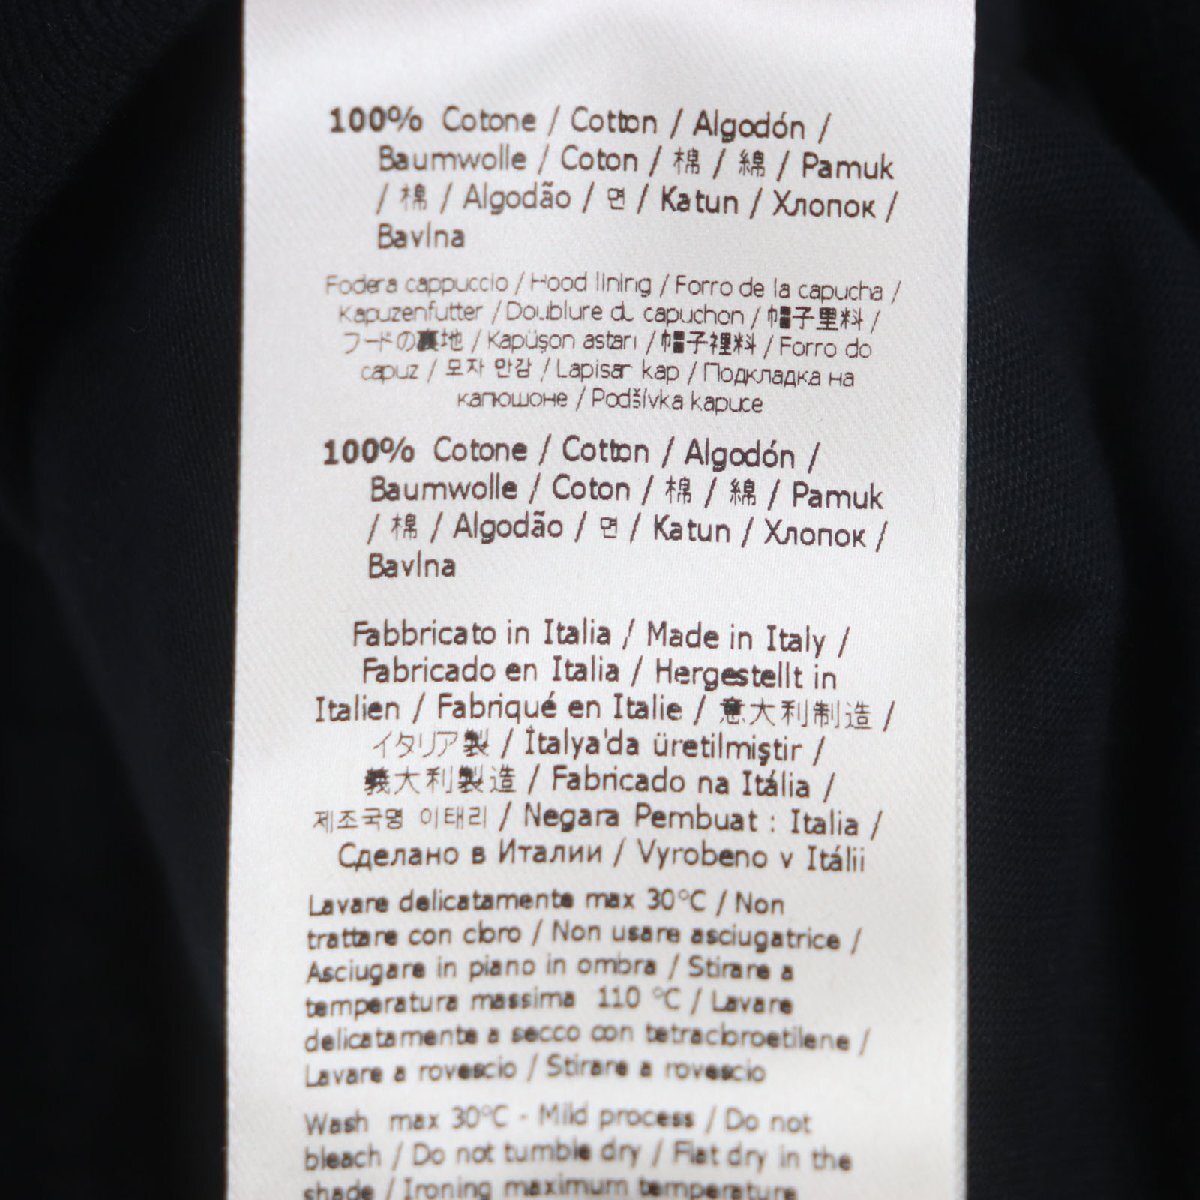 100% Cotone / Cotton / Algodón /
Baumwolle / Coton / 棉 / 綿 / Pamuk
/ 棉 / Algodão / 면 / Katun / Хлопок /
Bavlna
Fodera cappuccio / Hood lining / Forro de la capucha /
Kapuzenfutter / Doublure du capuchon / 帽子里料 /
フードの裏地 / Kapüşon astarı / 帽子裡料 / Forro do
capuz / 모자 안감 / Lapisan kap / Подкладка на
капюшоне / Podšívka kapuce
100% Cotone / Cotton / Algodón /
Baumwolle / Coton / 棉 / 綿 / Pamuk
/ 棉 / Algodão / 면 / Katun / Хлопок /
Bavlna
Fabbricato in Italia / Made in Italy /
Fabricado en Italia / Hergestellt in
Italien / Fabriqué en Italie / 意大利制造 /
イタリア製 / İtalya'da üretilmiştir /
義大利製造 / Fabricado na Itália /
제조국명 이태리 / Negara Pembuat : Italia /
Сделано в Италии / Vyrobeno v Itálii
Lavare delicatamente max 30°C / Non
trattare con cloro / Non usare asciugatrice /
Asciugare in piano in ombra / Stirare a
temperatura massima 110 °C / Lavare
delicatamente a secco con tetracloroetilene /
Lavare a rovescio / Stirare a rovescio
Wash max 30°C - Mild process / Do not
bleach / Do not tumble dry / Flat dry in the
shade / Ironing maximum temperature